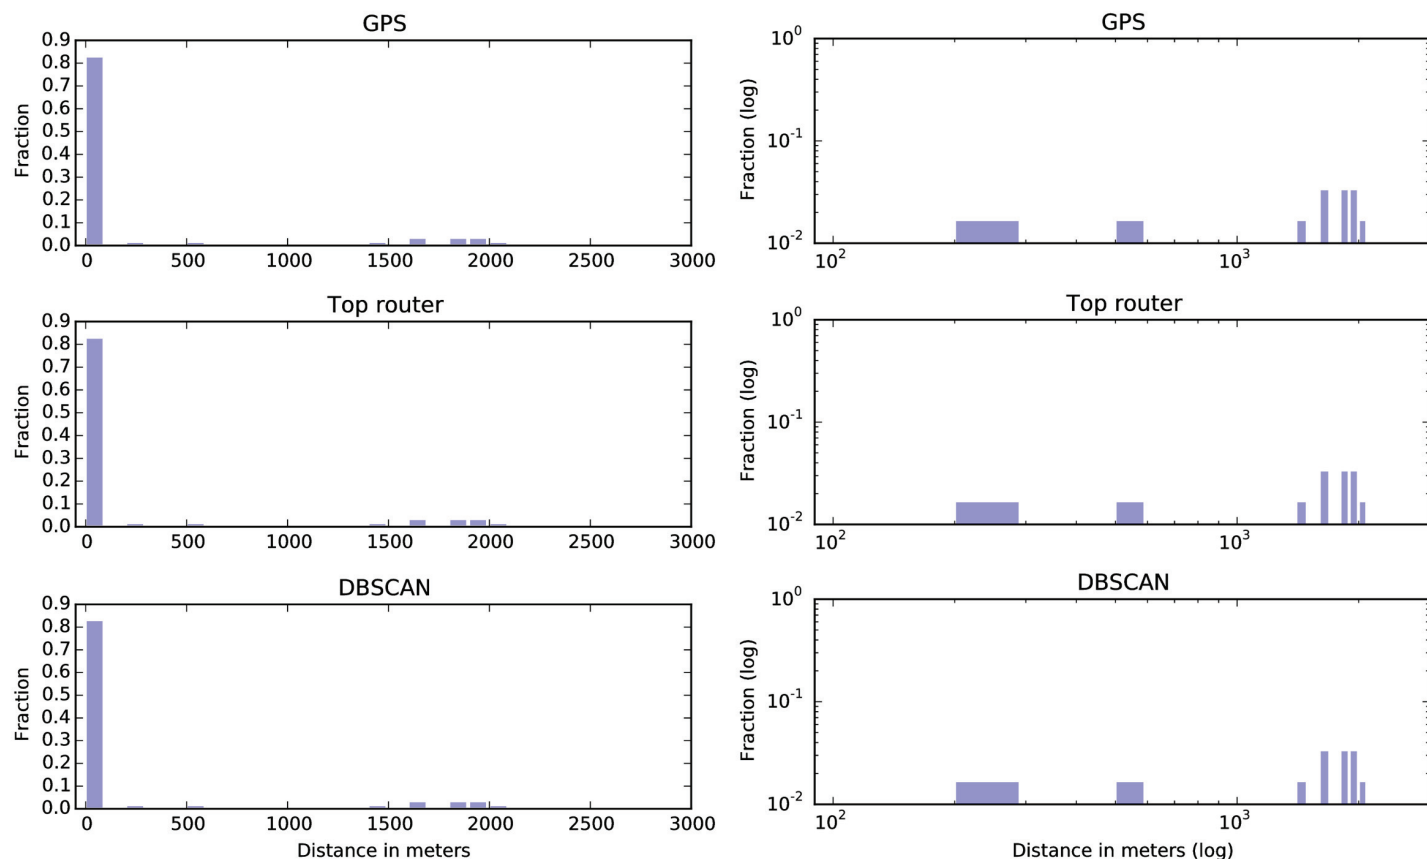 GPS
0.9
0.8
0.7
0.6
0.5
0.4
0.3
0.2
0.1
0.0
Fraction
0 500 1000 1500 2000 2500 3000
GPS
10^0
10^-1
10^-2
Fraction (log)
10^2 10^3
Top router
0.9
0.8
0.7
0.6
0.5
0.4
0.3
0.2
0.1
0.0
Fraction
0 500 1000 1500 2000 2500 3000
Top router
10^0
10^-1
10^-2
Fraction (log)
10^2 10^3
DBSCAN
0.9
0.8
0.7
0.6
0.5
0.4
0.3
0.2
0.1
0.0
Fraction
0 500 1000 1500 2000 2500 3000
Distance in meters
DBSCAN
10^0
10^-1
10^-2
Fraction (log)
10^2 10^3
Distance in meters (log)